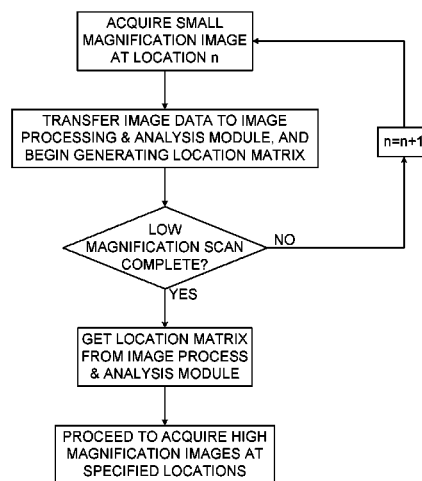 ACQUIRE SMALL
MAGNIFICATION IMAGE
AT LOCATION n
TRANSFER IMAGE DATA TO IMAGE
PROCESSING & ANALYSIS MODULE, AND
BEGIN GENERATING LOCATION MATRIX
n=n+1
LOW
MAGNIFICATION SCAN
COMPLETE?
NO
YES
GET LOCATION MATRIX
FROM IMAGE PROCESS
& ANALYSIS MODULE
PROCEED TO ACQUIRE HIGH
MAGNIFICATION IMAGES AT
SPECIFIED LOCATIONS